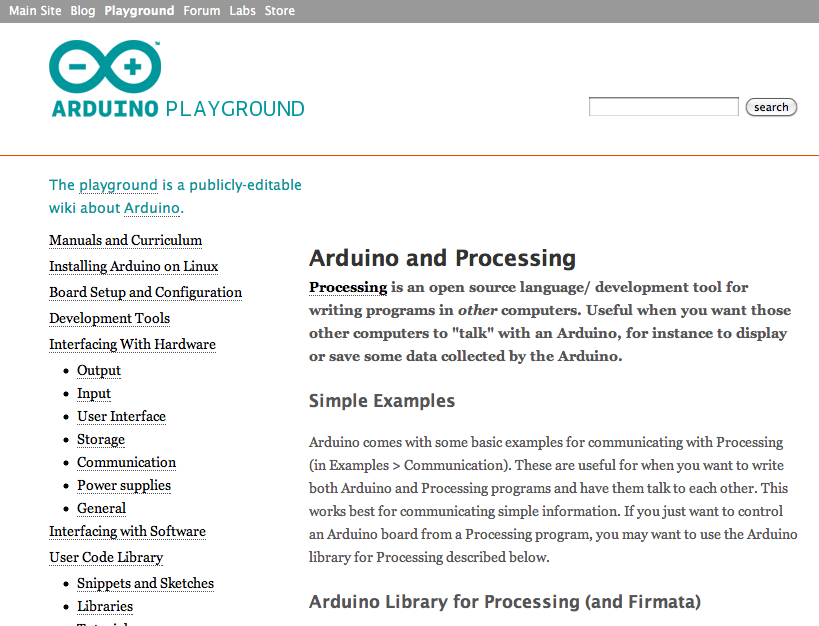 Main Site Blog Playground Forum Labs Store
ARDUINO PLAYGROUND
search
The playground is a publicly-editable
wiki about Arduino.
Manuals and Curriculum
Installing Arduino on Linux
Board Setup and Configuration
Development Tools
Interfacing With Hardware
Output
Input
User Interface
Storage
Communication
Power supplies
General
Interfacing with Software
User Code Library
Snippets and Sketches
Libraries
Arduino and Processing
Processing is an open source language/ development tool for
writing programs in other computers. Useful when you want those
other computers to "talk" with an Arduino, for instance to display
or save some data collected by the Arduino.
Simple Examples
Arduino comes with some basic examples for communicating with Processing
(in Examples > Communication). These are useful for when you want to write
both Arduino and Processing programs and have them talk to each other. This
works best for communicating simple information. If you just want to control
an Arduino board from a Processing program, you may want to use the Arduino
library for Processing described below.
Arduino Library for Processing (and Firmata)